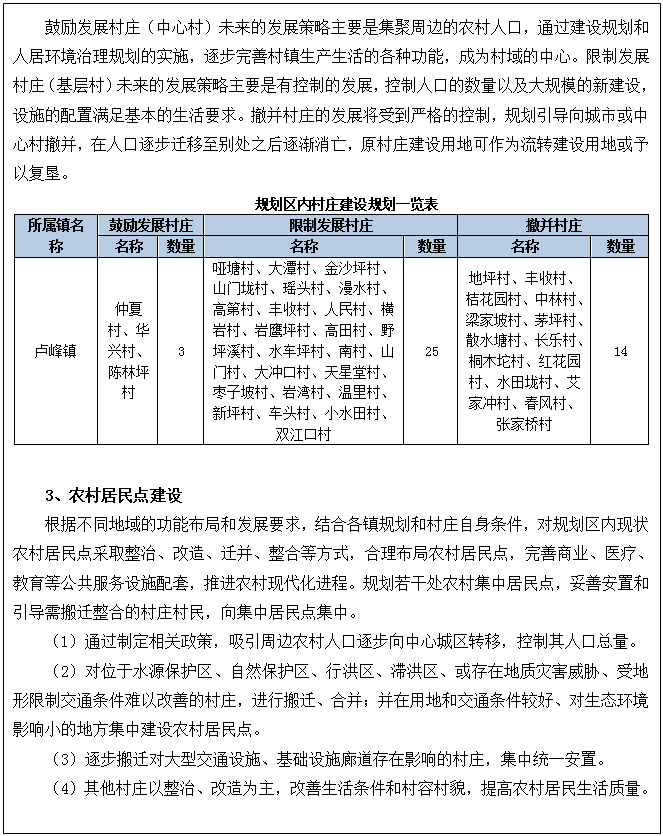 鼓励发展村庄（中心村）未来的发展策略主要是集聚周边的农村人口，通过建设规划和
人居环境治理规划的实施，逐步完善村镇生产生活的各种功能，成为村域的中心。限制发展
村庄（基层村）未来的发展策略主要是有控制的发展，控制人口的数量以及大规模的新建设，
设施的配置满足基本的生活要求。撤并村庄的发展将受到严格的控制，规划引导向城市或中
心村撤并，在人口逐步迁移至别处之后逐渐消亡，原村庄建设用地可作为流转建设用地或予
以复垦。
规划区内村庄建设规划一览表
所属镇名
称
鼓励发展村庄
限制发展村庄
撤并村庄
名称
数量
名称
数量
名称
数量
卢峰镇
仲夏
村、华
兴村、
陈林坪
村
3
哑塘村、大潭村、金沙坪村、
山门垅村、瑶头村、漫水村、
高第村、丰收村、人民村、横
岩村、岩鹰坪村、高田村、野
坪溪村、水车坪村、南村、山
门村、大冲口村、天星堂村、
枣子坡村、岩湾村、温里村、
新坪村、车头村、小水田村、
双江口村
25
地坪村、丰收村、
桔花园村、中林村、
梁家坡村、茅坪村、
散水塘村、长乐村、
桐木坨村、红花园
村、水田垅村、艾
家冲村、春风村、
张家桥村
14
3、农村居民点建设
根据不同地域的功能布局和发展要求，结合各镇规划和村庄自身条件，对规划区内现状
农村居民点采取整治、改造、迁并、整合等方式，合理布局农村居民点，完善商业、医疗、
教育等公共服务设施配套，推进农村现代化进程。规划若干处农村集中居民点，妥善安置和
引导需搬迁整合的村庄村民，向集中居民点集中。
（1）通过制定相关政策，吸引周边农村人口逐步向中心城区转移，控制其人口总量。
（2）对位于水源保护区、自然保护区、行洪区、滞洪区、或存在地质灾害威胁、受地
形限制交通条件难以改善的村庄，进行搬迁、合并；并在用地和交通条件较好、对生态环境
影响小的地方集中建设农村居民点。
（3）逐步搬迁对大型交通设施、基础设施廊道存在影响的村庄，集中统一安置。
（4）其他村庄以整治、改造为主，改善生活条件和村容村貌，提高农村居民生活质量。